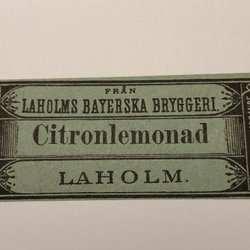 FRÅN
LAHOLMS BAYERSKA BRYGGERI.
Citronlemonad
LAHOLM.